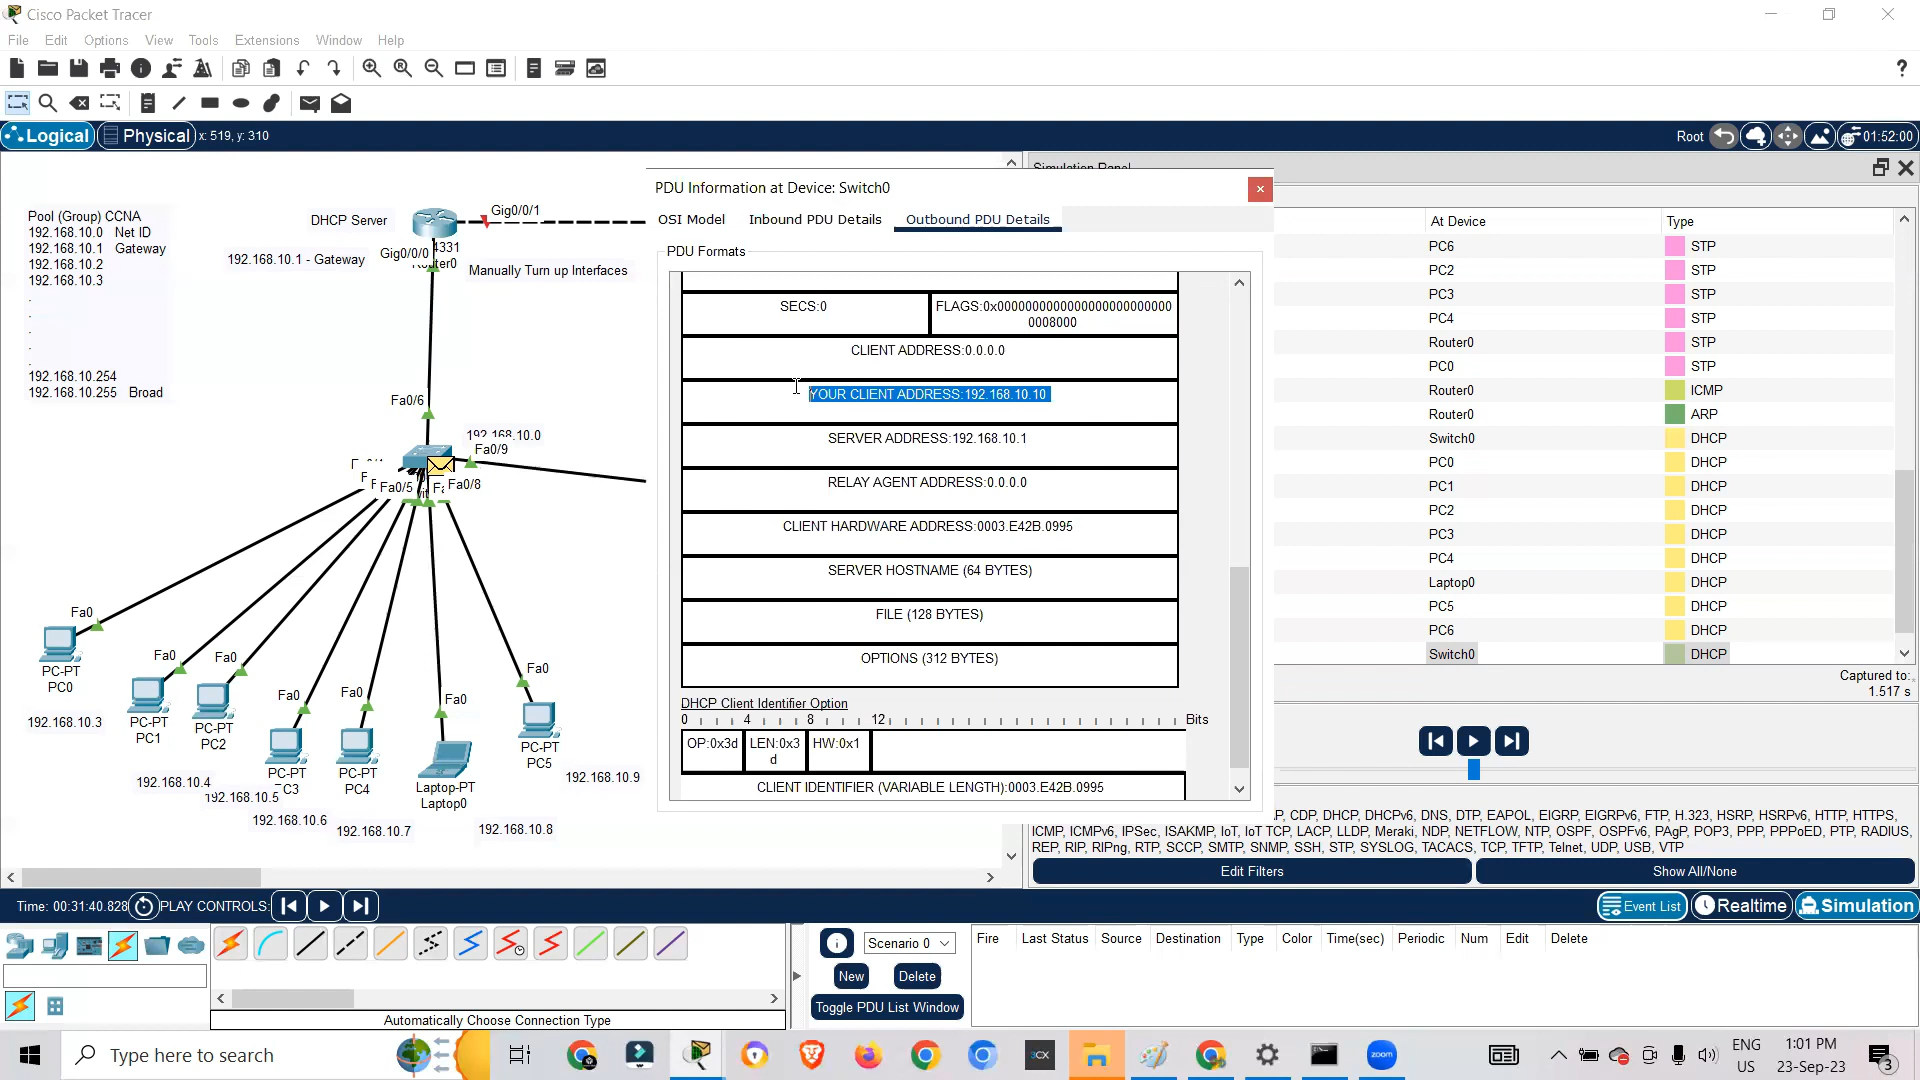 Cisco Packet Tracer
File Edit Options View Tools Extensions Window Help
?
Logical Physical x: 519, y: 310
Root 01:52:00
Pool (Group) CCNA
192.168.10.0 Net ID
192.168.10.1 Gateway
192.168.10.2
192.168.10.3
.
.
.
.
.
192.168.10.254
192.168.10.255 Broad
DHCP Server
Gig0/0/1
192.168.10.1 - Gateway
Gig0/0/0
4331
Manually Turn up Interfaces
Fa0/6
192.168.10.0
Fa0/9
Fa0/5
Fa0/8
Fa0
PC-PT
PC0
192.168.10.3
Fa0
PC-PT
PC1
192.168.10.4
Fa0
PC-PT
PC2
192.168.10.5
Fa0
PC-PT
C3
192.168.10.6
Fa0
PC-PT
PC4
192.168.10.7
Fa0
Laptop-PT
Laptop0
192.168.10.8
Fa0
PC-PT
PC5
192.168.10.9
PDU Information at Device: Switch0
OSI Model Inbound PDU Details Outbound PDU Details
PDU Formats
SECS:0
FLAGS:0x0000000000000000000000000
0008000
CLIENT ADDRESS:0.0.0.0
YOUR CLIENT ADDRESS:192.168.10.10
SERVER ADDRESS:192.168.10.1
RELAY AGENT ADDRESS:0.0.0.0
CLIENT HARDWARE ADDRESS:0003.E42B.0995
SERVER HOSTNAME (64 BYTES)
FILE (128 BYTES)
OPTIONS (312 BYTES)
DHCP Client Identifier Option
0 4 8 12 Bits
OP:0x3d LEN:0x3 HW:0x1
d
CLIENT IDENTIFIER (VARIABLE LENGTH):0003.E42B.0995
Simulation Panel
At Device Type
PC6 STP
PC2 STP
PC3 STP
PC4 STP
Router0 STP
PC0 STP
Router0 ICMP
Router0 ARP
Switch0 DHCP
PC0 DHCP
PC1 DHCP
PC2 DHCP
PC3 DHCP
PC4 DHCP
Laptop0 DHCP
PC5 DHCP
PC6 DHCP
Switch0 DHCP
Captured to:
1.517 s
P, CDP, DHCP, DHCPv6, DNS, DTP, EAPOL, EIGRP, EIGRPv6, FTP, H.323, HSRP, HSRPv6, HTTP, HTTPS,
ICMP, ICMPv6, IPSec, ISAKMP, IoT, IoT TCP, LACP, LLDP, Meraki, NDP, NETFLOW, NTP, OSPF, OSPFv6, PAgP, POP3, PPP, PPPoED, PTP, RADIUS,
REP, RIP, RIPng, RTP, SCCP, SMTP, SNMP, SSH, STP, SYSLOG, TACACS, TCP, TFTP, Telnet, UDP, USB, VTP
Edit Filters Show All/None
Time: 00:31:40.828 PLAY CONTROLS:
Event List Realtime Simulation
Automatically Choose Connection Type
Scenario 0
New Delete
Toggle PDU List Window
Fire Last Status Source Destination Type Color Time(sec) Periodic Num Edit Delete
Type here to search
3CX
zoom
ENG
US
1:01 PM
23-Sep-23
3